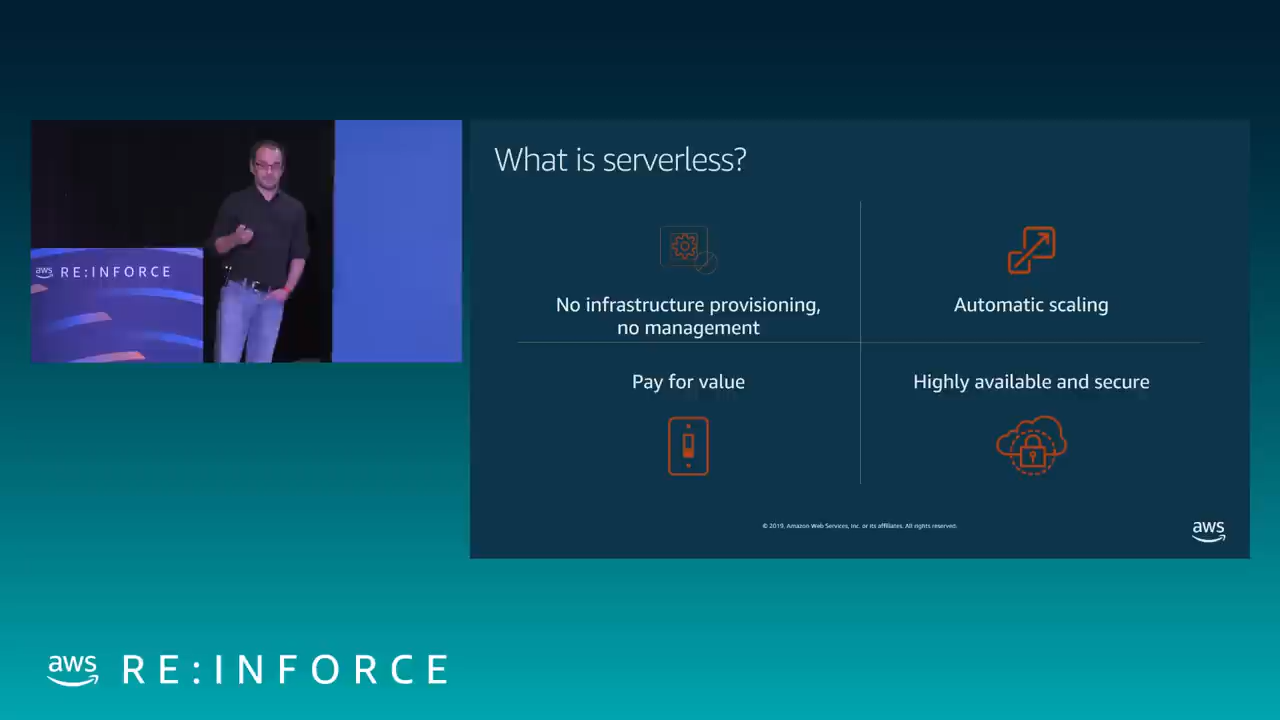 aws RE:INFORCE
What is serverless?
No infrastructure provisioning,
no management
Automatic scaling
Pay for value
Highly available and secure
© 2019, Amazon Web Services, Inc. or its affiliates. All rights reserved.
aws
aws RE:INFORCE